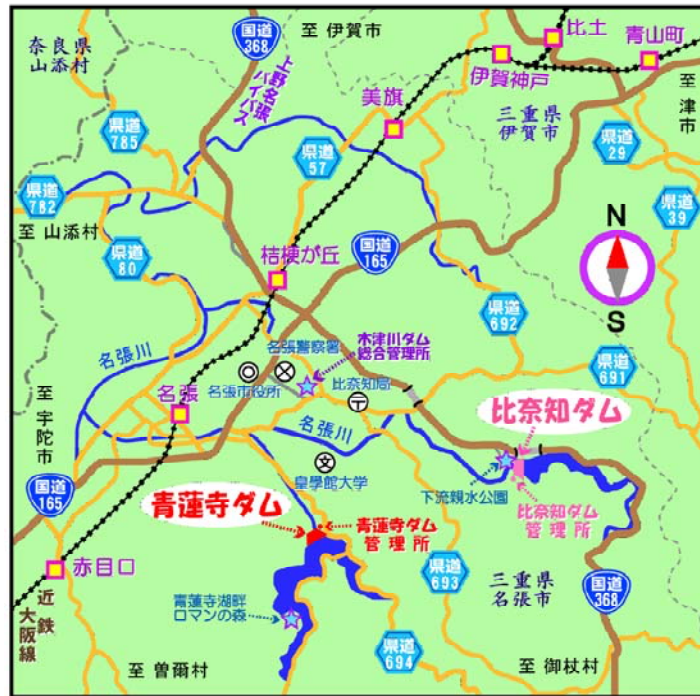 奈良県
山添村
国道
368
至 伊賀市
上野名張
バイパス
比土
青山町
伊賀神戸
美旗
三重県
伊賀市
至 津市
県道
785
県道
57
県道
29
県道
39
県道
782
至 山添村
県道
80
国道
165
桔梗が丘
N
S
県道
692
名張川
名張警察署
木津川ダム
総合管理所
県道
691
至 宇陀市
名張
名張市役所
比奈知局
〒
比奈知ダム
名張川
文
皇學館大学
下流親水公園
国道
165
青蓮寺ダム
青蓮寺ダム
管理所
比奈知ダム
管理所
赤目口
県道
693
三重県
名張市
国道
368
近鉄
大阪線
青蓮寺湖畔
ロマンの森
県道
694
至 曽爾村
至 御杖村